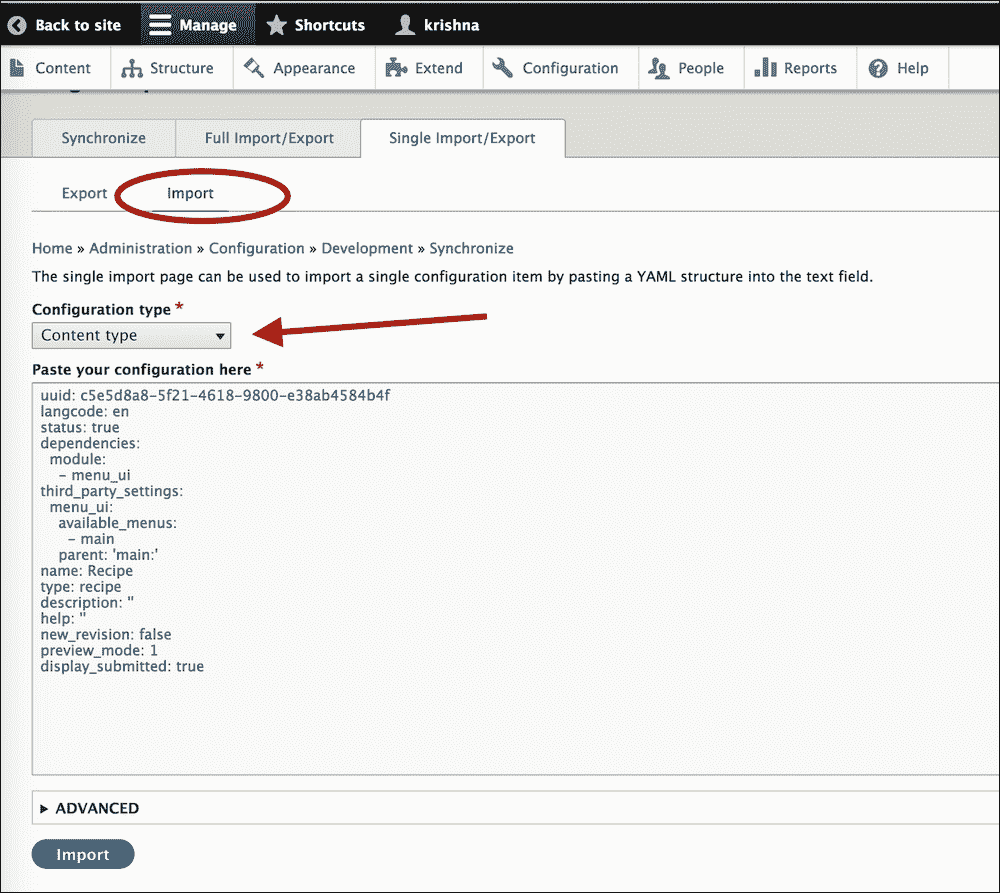 Back to site Manage Shortcuts krishna
Content Structure Appearance Extend Configuration People Reports Help
Synchronize Full Import/Export Single Import/Export
Export Import
Home » Administration » Configuration » Development » Synchronize
The single import page can be used to import a single configuration item by pasting a YAML structure into the text field.
Configuration type *
Content type
Paste your configuration here *
uuid: c5e5d8a8-5f21-4618-9800-e38ab4584b4f
langcode: en
status: true
dependencies:
module:
- menu_ui
third_party_settings:
menu_ui:
available_menus:
- main
parent: 'main:'
name: Recipe
type: recipe
description: ''
help: ''
new_revision: false
preview_mode: 1
display_submitted: true
ADVANCED
Import